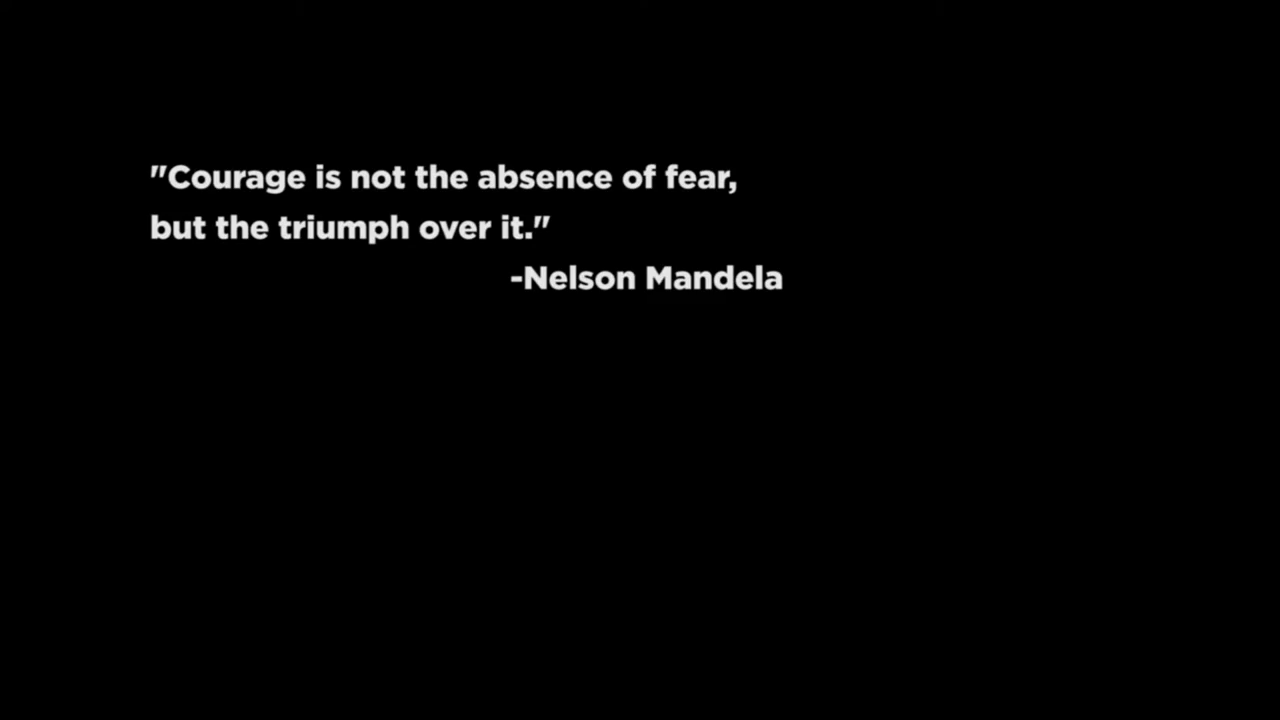 "Courage is not the absence of fear,
but the triumph over it."
-Nelson Mandela